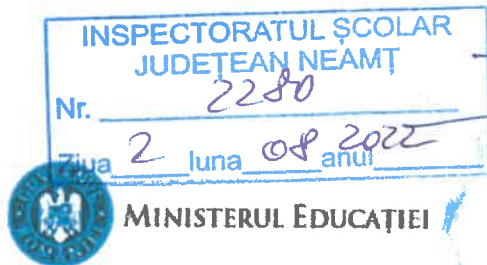 INSPECTORATUL ȘCOLAR
JUDEȚEAN NEAMȚ
Nr. 2280
Ziua 2 luna 08 anul 2022
MINISTERUL EDUCAȚIEI